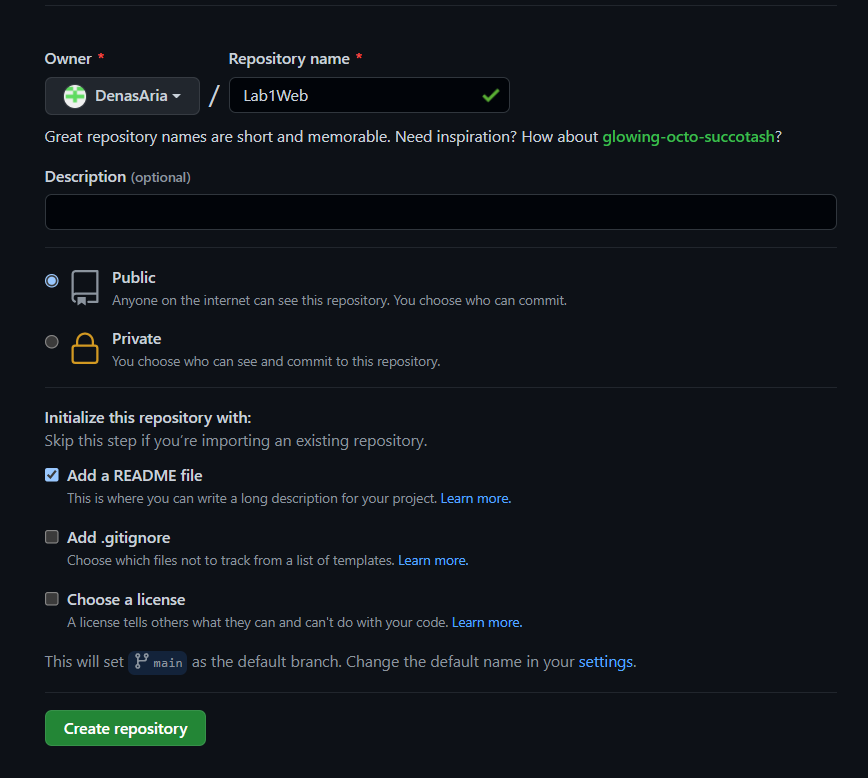 Owner * Repository name *
DenasAria / Lab1Web
Great repository names are short and memorable. Need inspiration? How about glowing-octo-succotash?
Description (optional)
Public
Anyone on the internet can see this repository. You choose who can commit.
Private
You choose who can see and commit to this repository.
Initialize this repository with:
Skip this step if you're importing an existing repository.
Add a README file
This is where you can write a long description for your project. Learn more.
Add .gitignore
Choose which files not to track from a list of templates. Learn more.
Choose a license
A license tells others what they can and can't do with your code. Learn more.
This will set main as the default branch. Change the default name in your settings.
Create repository